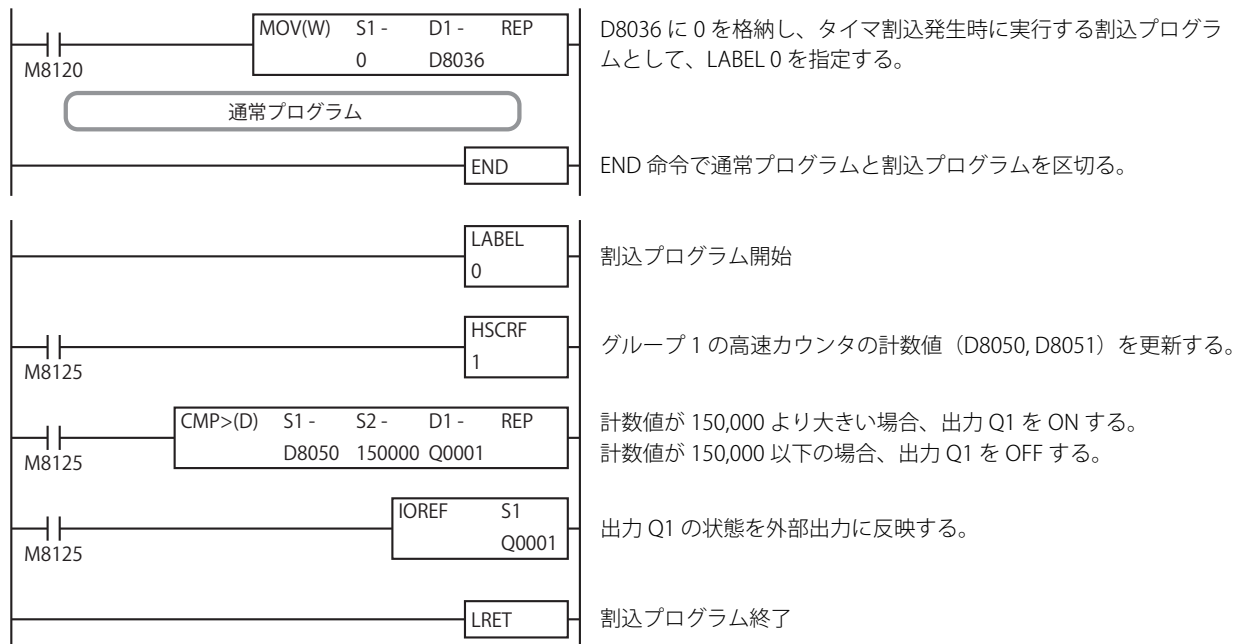 MOV(W) S1 - D1 - REP
0 D8036
M8120
D8036 に 0 を格納し、タイマ割込発生時に実行する割込プログラ
ムとして、LABEL 0 を指定する。
通常プログラム
END
END 命令で通常プログラムと割込プログラムを区切る。
LABEL
0
割込プログラム開始
HSCRF
1
M8125
グループ 1 の高速カウンタの計数値（D8050, D8051）を更新する。
CMP>(D) S1 - S2 - D1 - REP
D8050 150000 Q0001
M8125
計数値が 150,000 より大きい場合、出力 Q1 を ON する。
計数値が 150,000 以下の場合、出力 Q1 を OFF する。
IOREF S1
Q0001
M8125
出力 Q1 の状態を外部出力に反映する。
LRET
割込プログラム終了